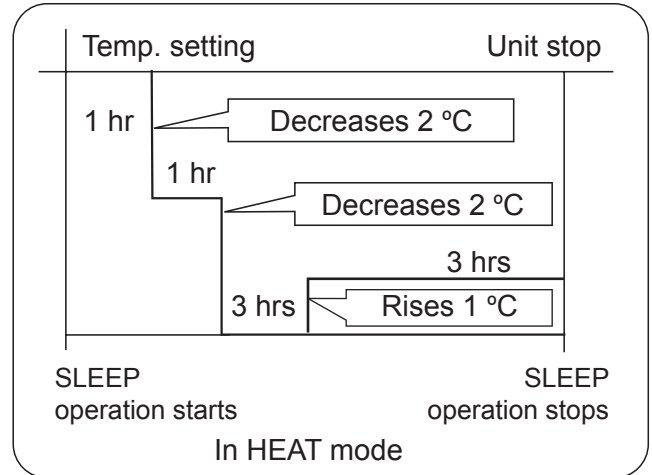 Temp. setting
Unit stop
1 hr
Decreases 2 ºC
1 hr
Decreases 2 ºC
3 hrs
3 hrs
Rises 1 ºC
SLEEP
operation starts
SLEEP
operation stops
In HEAT mode